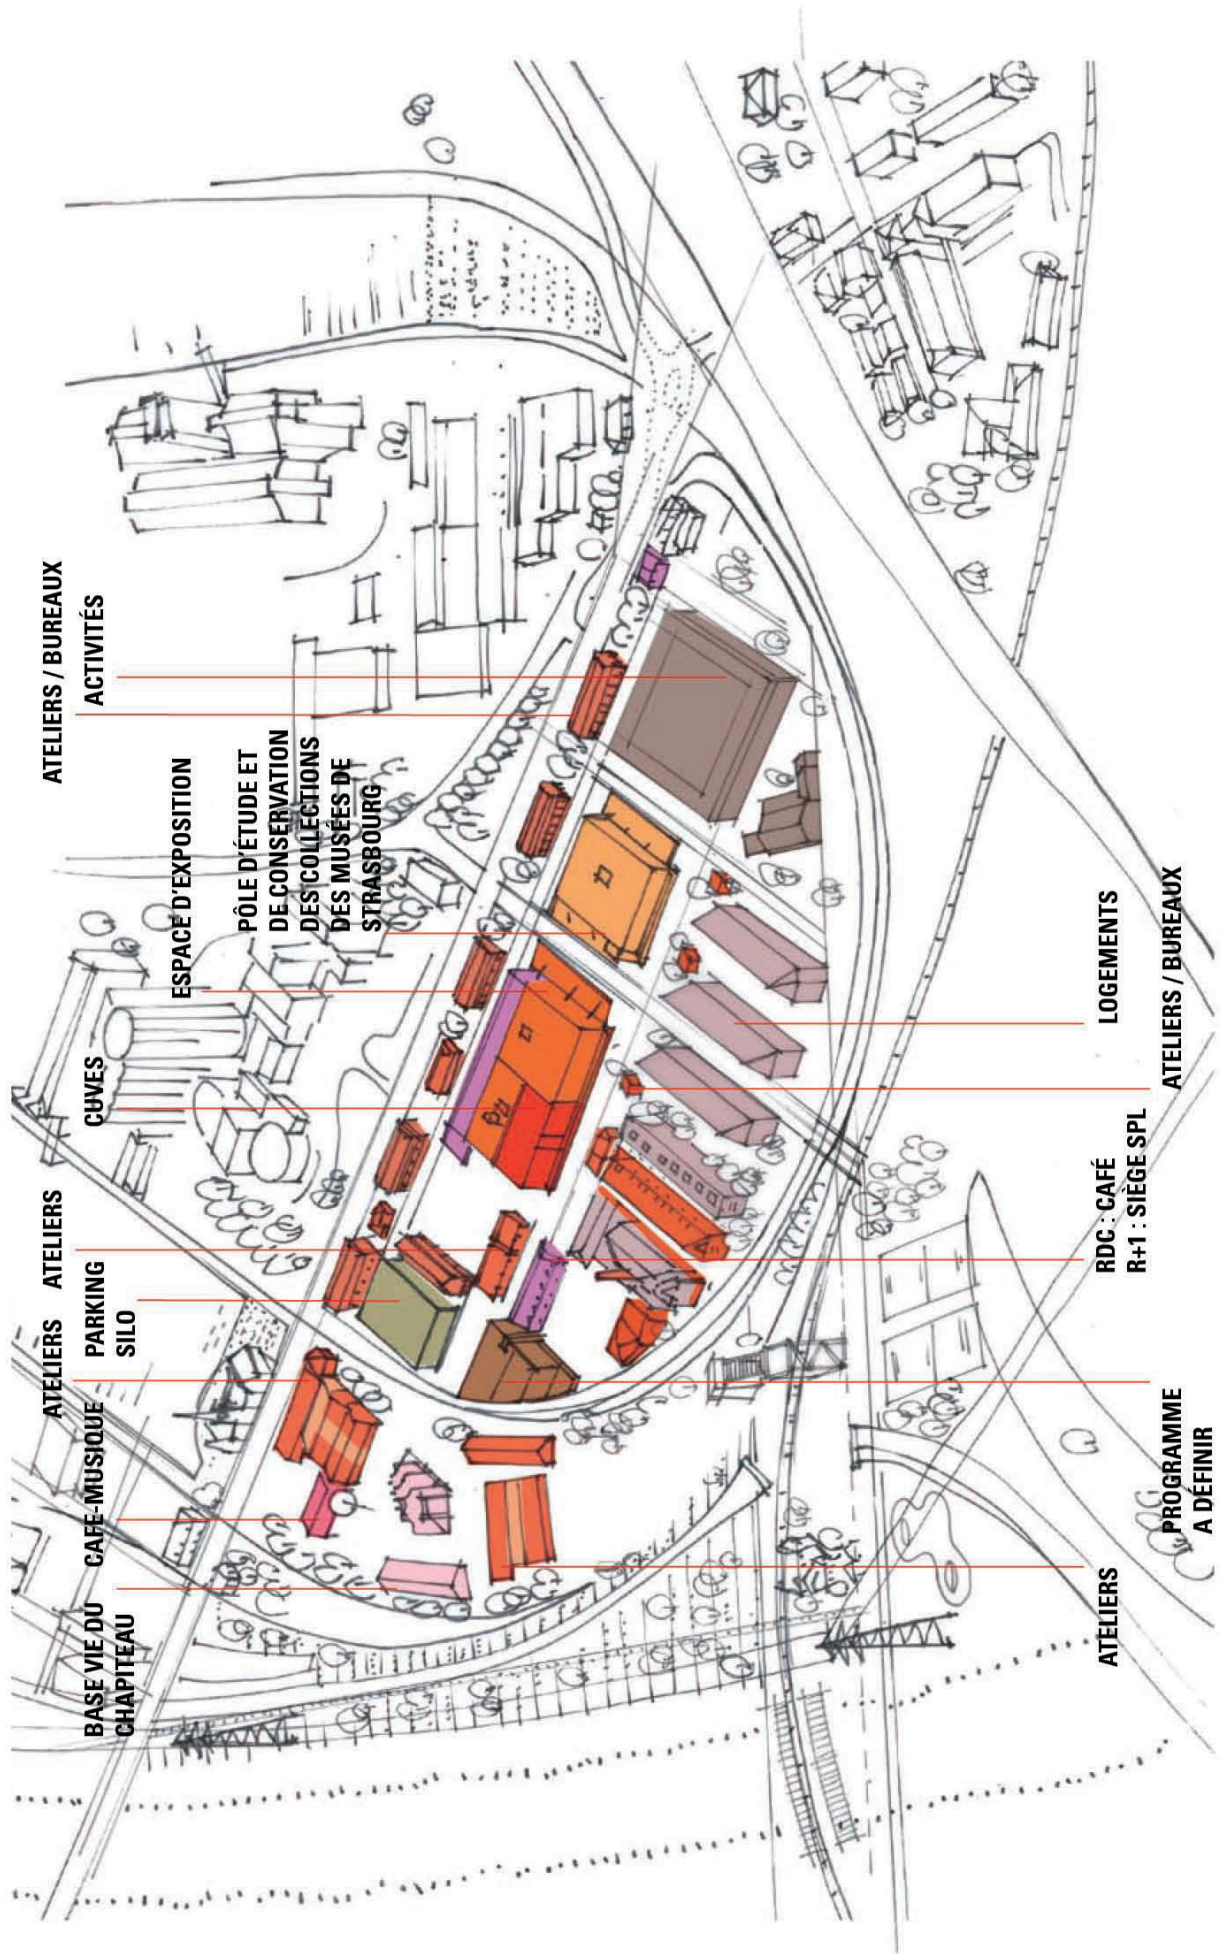 BASE VIE DU
CHAPITEAU
CAFE-MUSIQUE
ATELIERS
PARKING
SILO
ATELIERS
CUVES
ESPACE D'EXPOSITION
PÔLE D'ÉTUDE ET
DE CONSERVATION
DES COLLECTIONS
DES MUSÉES DE
STRASBOURG
ATELIERS / BUREAUX
ACTIVITÉS
ATELIERS
PROGRAMME
A DÉFINIR
RDC : CAFÉ
R+1 : SIÈGE SPL
ATELIERS / BUREAUX
LOGEMENTS